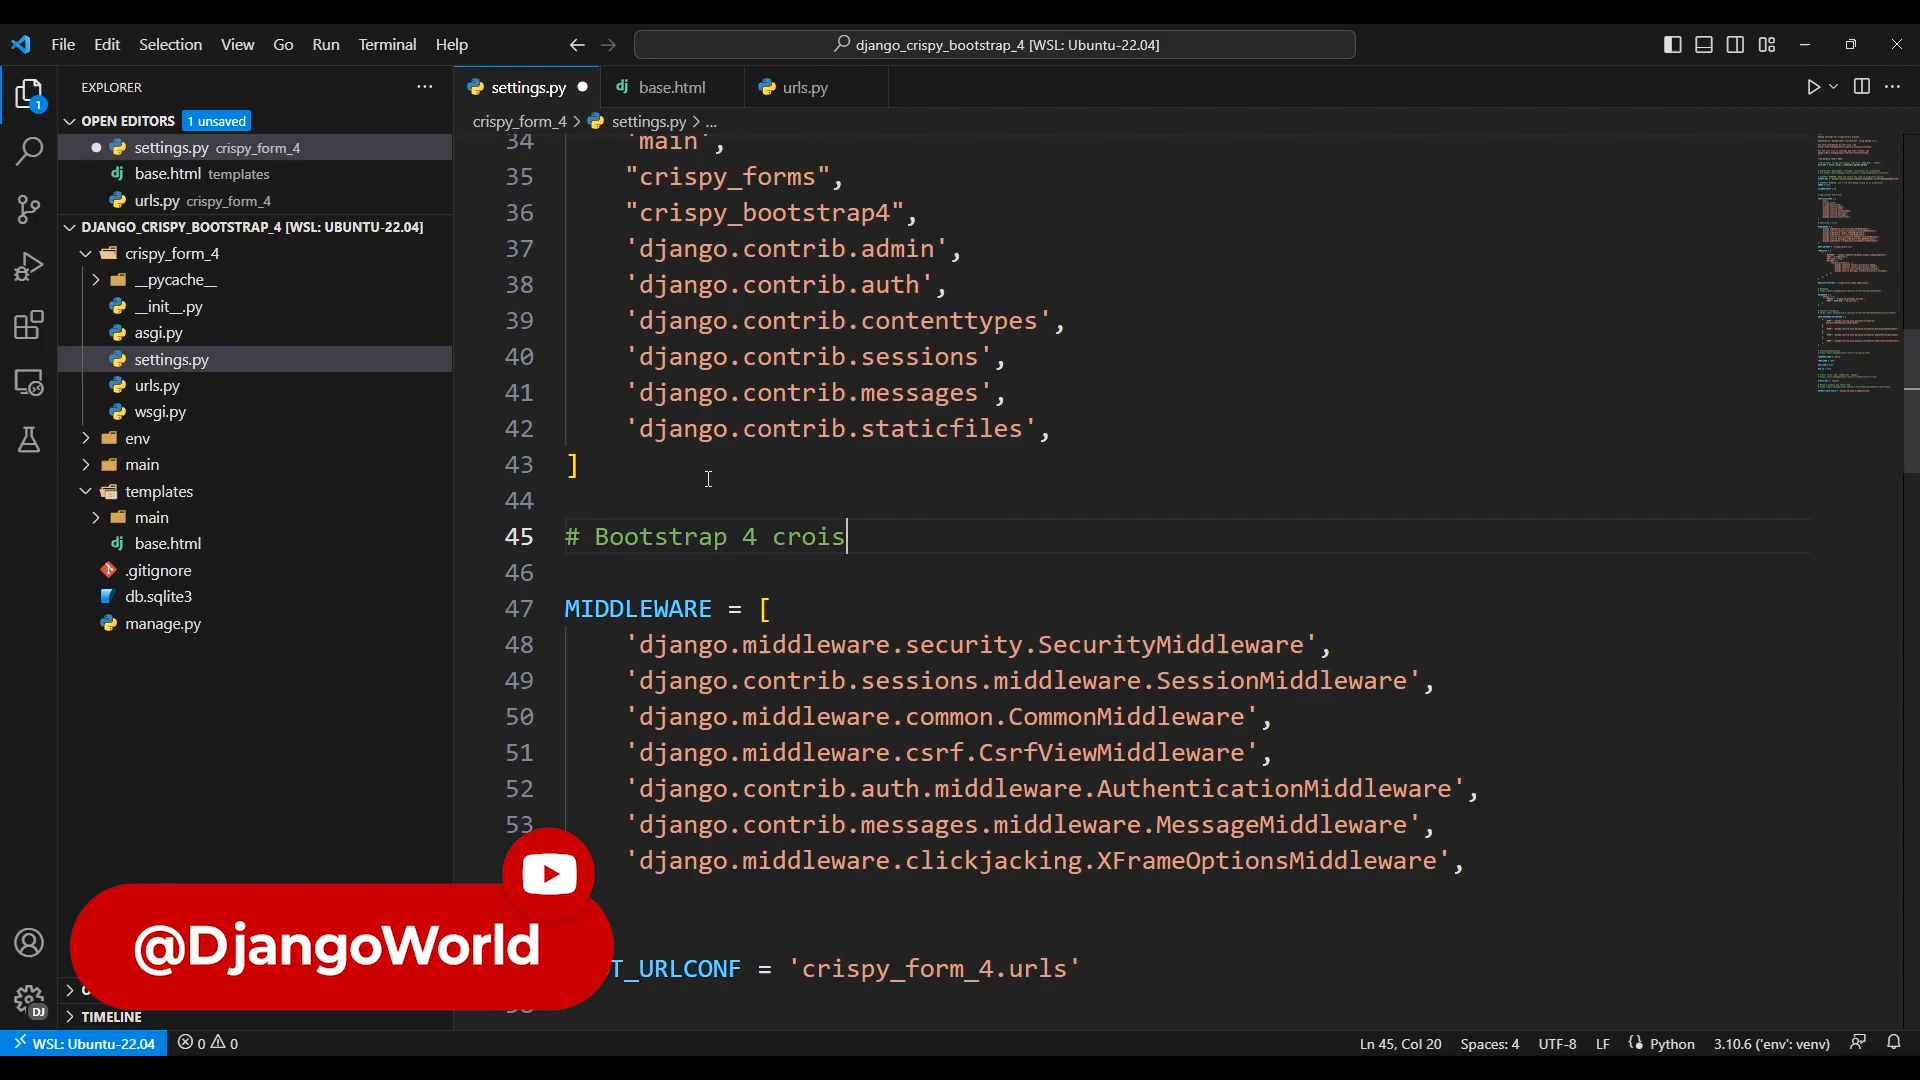 File Edit Selection View Go Run Terminal Help
django_crispy_bootstrap_4 [WSL: Ubuntu-22.04]
EXPLORER
settings.py
base.html
urls.py
OPEN EDITORS 1 unsaved
crispy_form_4 > settings.py > ...
settings.py crispy_form_4
base.html templates
urls.py crispy_form_4
DJANGO_CRISPY_BOOTSTRAP_4 [WSL: UBUNTU-22.04]
crispy_form_4
__pycache__
__init__.py
asgi.py
settings.py
urls.py
wsgi.py
env
main
templates
main
base.html
.gitignore
db.sqlite3
manage.py
TIMELINE
34 'main',
35 "crispy_forms",
36 "crispy_bootstrap4",
37 'django.contrib.admin',
38 'django.contrib.auth',
39 'django.contrib.contenttypes',
40 'django.contrib.sessions',
41 'django.contrib.messages',
42 'django.contrib.staticfiles',
43 ]
44
45 # Bootstrap 4 crois
46
47 MIDDLEWARE = [
48 'django.middleware.security.SecurityMiddleware',
49 'django.contrib.sessions.middleware.SessionMiddleware',
50 'django.middleware.common.CommonMiddleware',
51 'django.middleware.csrf.CsrfViewMiddleware',
52 'django.contrib.auth.middleware.AuthenticationMiddleware',
53 'django.contrib.messages.middleware.MessageMiddleware',
'django.middleware.clickjacking.XFrameOptionsMiddleware',
T_URLCONF = 'crispy_form_4.urls'
@DjangoWorld
1
DJ
WSL: Ubuntu-22.04 0 0 Ln 45, Col 20 Spaces: 4 UTF-8 LF Python 3.10.6 ('env': venv)